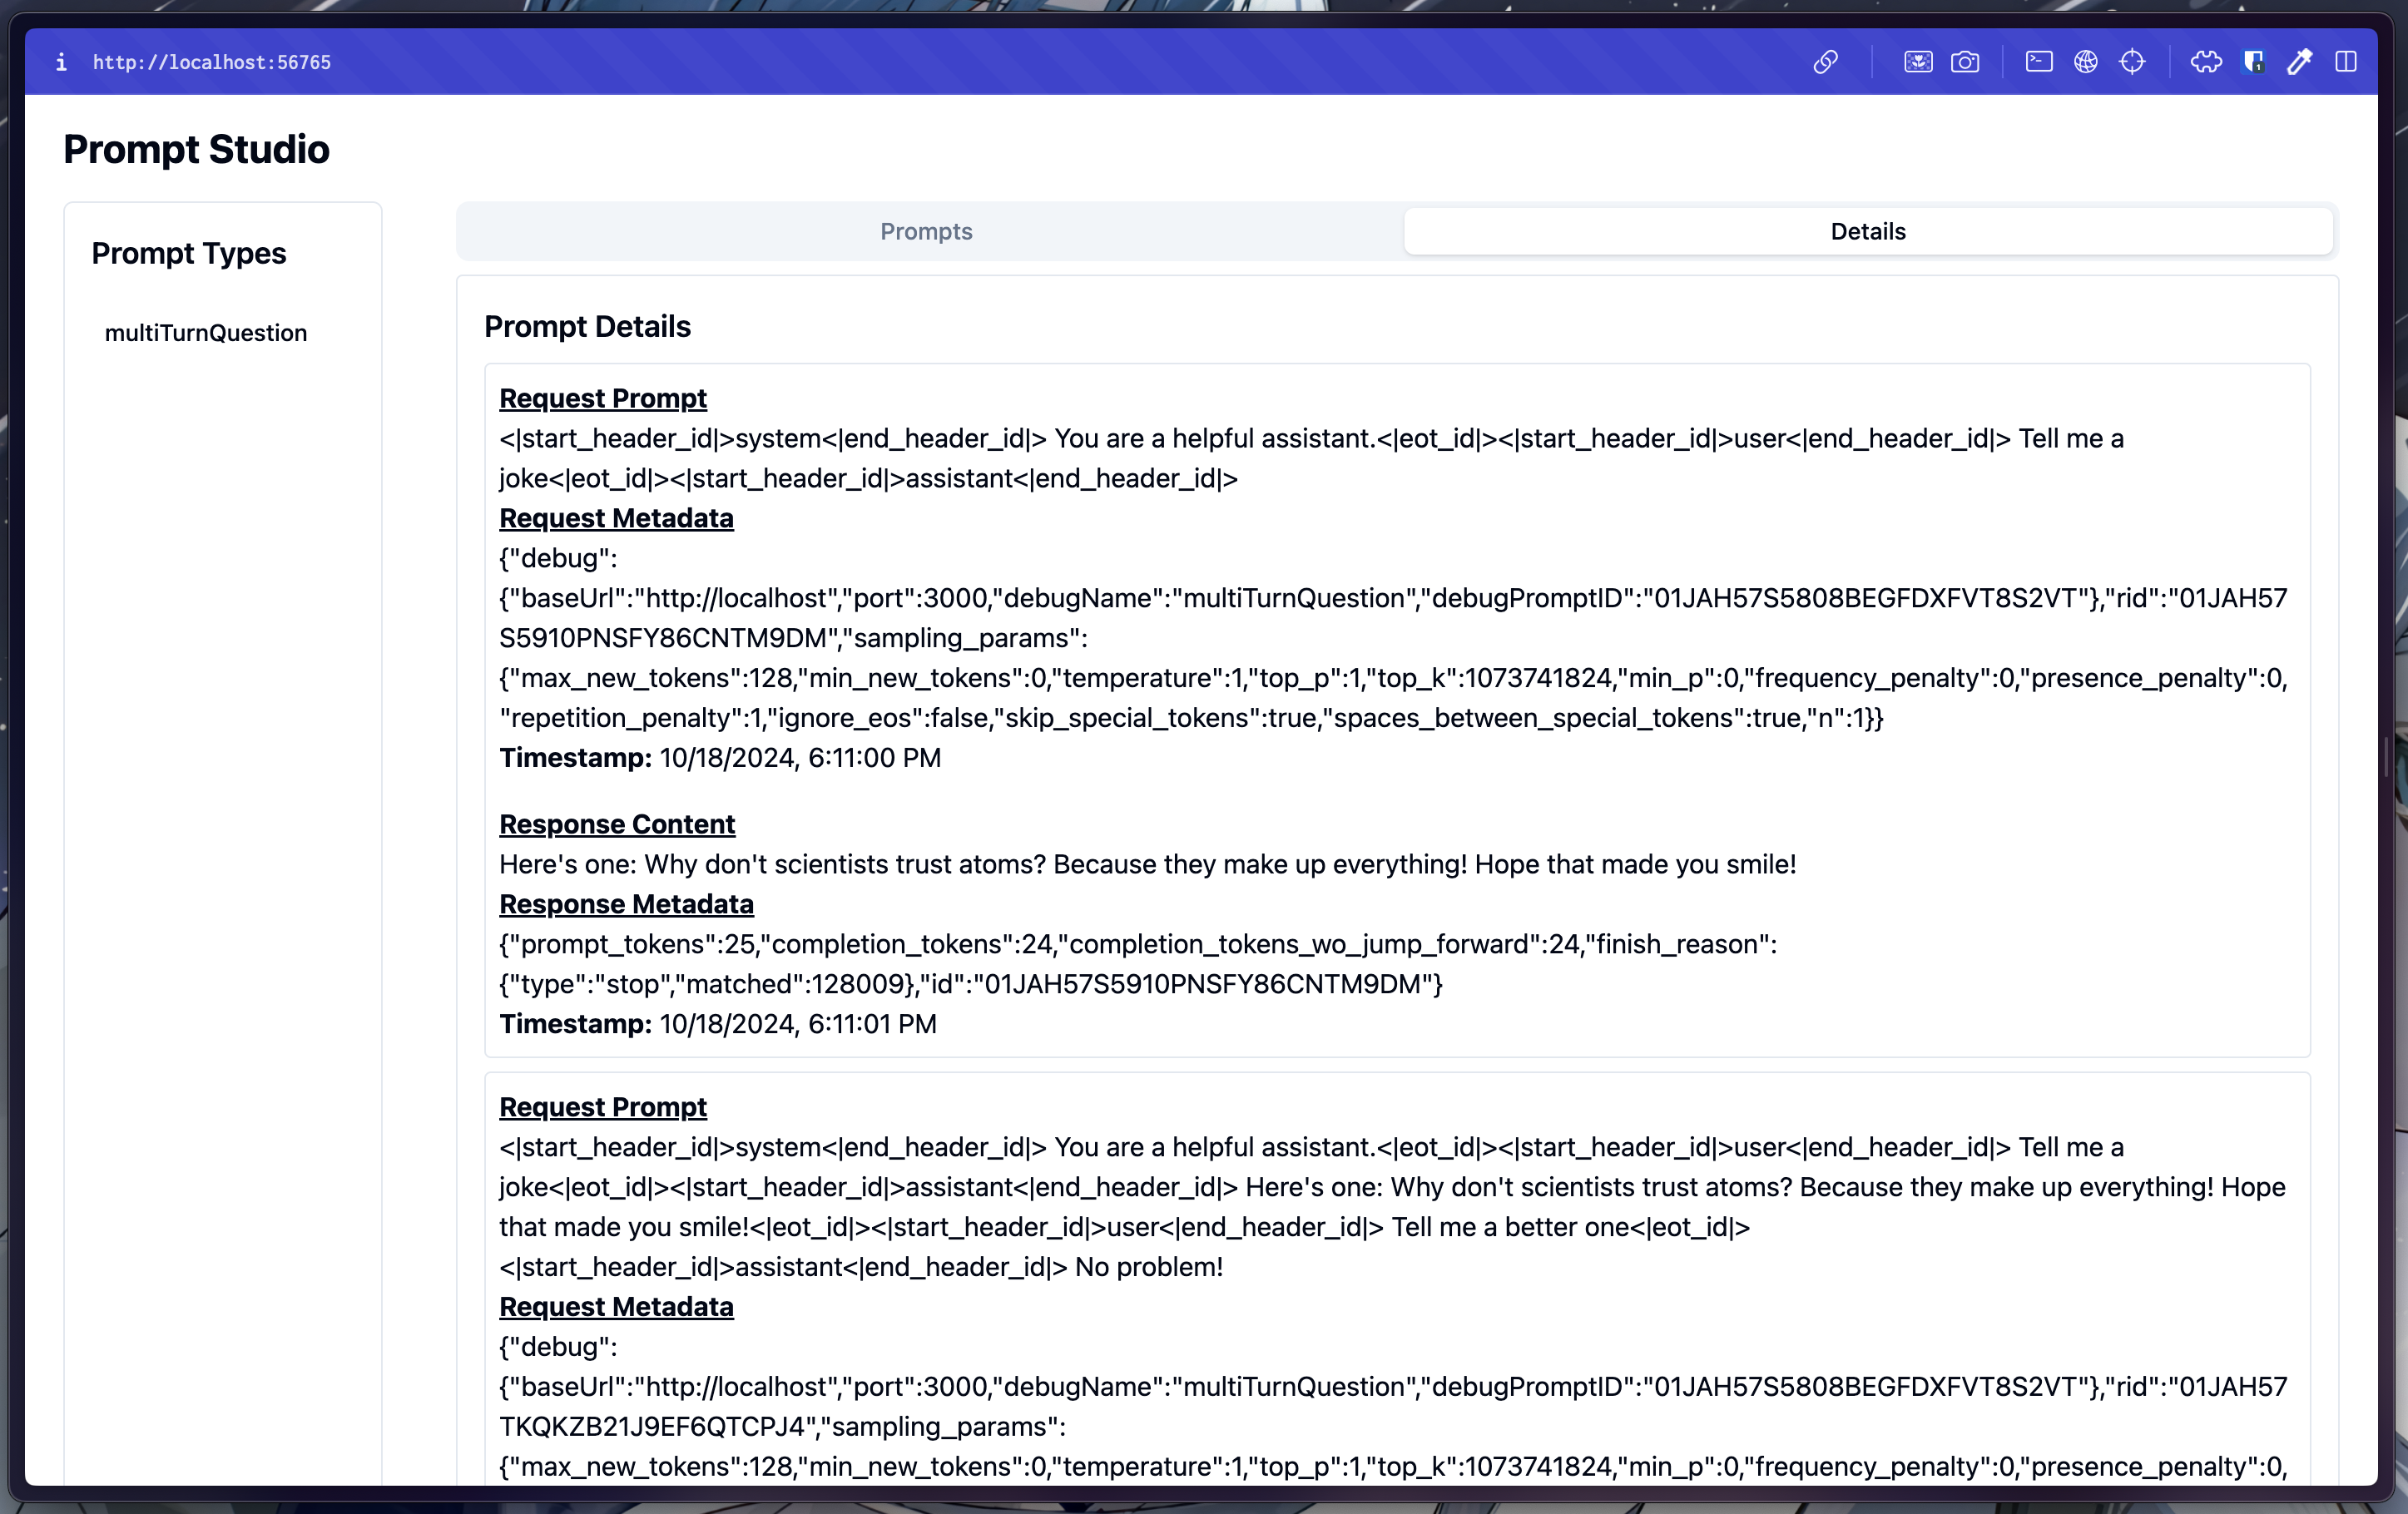 http://localhost:56765
Prompt Studio
Prompt Types
multiTurnQuestion
Prompts
Details
Prompt Details
Request Prompt
<|start_header_id|>system<|end_header_id|> You are a helpful assistant.<|eot_id|><|start_header_id|>user<|end_header_id|> Tell me a
joke<|eot_id|><|start_header_id|>assistant<|end_header_id|>
Request Metadata
{"debug":
{"baseUrl":"http://localhost","port":3000,"debugName":"multiTurnQuestion","debugPromptID":"01JAH57S5808BEGFDXFVT8S2VT"},"rid":"01JAH57
S5910PNSFY86CNTM9DM","sampling_params":
{"max_new_tokens":128,"min_new_tokens":0,"temperature":1,"top_p":1,"top_k":1073741824,"min_p":0,"frequency_penalty":0,"presence_penalty":0,
"repetition_penalty":1,"ignore_eos":false,"skip_special_tokens":true,"spaces_between_special_tokens":true,"n":1}}
Timestamp: 10/18/2024, 6:11:00 PM
Response Content
Here's one: Why don't scientists trust atoms? Because they make up everything! Hope that made you smile!
Response Metadata
{"prompt_tokens":25,"completion_tokens":24,"completion_tokens_wo_jump_forward":24,"finish_reason":
{"type":"stop","matched":128009},"id":"01JAH57S5910PNSFY86CNTM9DM"}
Timestamp: 10/18/2024, 6:11:01 PM
Request Prompt
<|start_header_id|>system<|end_header_id|> You are a helpful assistant.<|eot_id|><|start_header_id|>user<|end_header_id|> Tell me a
joke<|eot_id|><|start_header_id|>assistant<|end_header_id|> Here's one: Why don't scientists trust atoms? Because they make up everything! Hope
that made you smile!<|eot_id|><|start_header_id|>user<|end_header_id|> Tell me a better one<|eot_id|>
<|start_header_id|>assistant<|end_header_id|> No problem!
Request Metadata
{"debug":
{"baseUrl":"http://localhost","port":3000,"debugName":"multiTurnQuestion","debugPromptID":"01JAH57S5808BEGFDXFVT8S2VT"},"rid":"01JAH57
TKQKZB21J9EF6QTCPJ4","sampling_params":
{"max_new_tokens":128,"min_new_tokens":0,"temperature":1,"top_p":1,"top_k":1073741824,"min_p":0,"frequency_penalty":0,"presence_penalty":0,